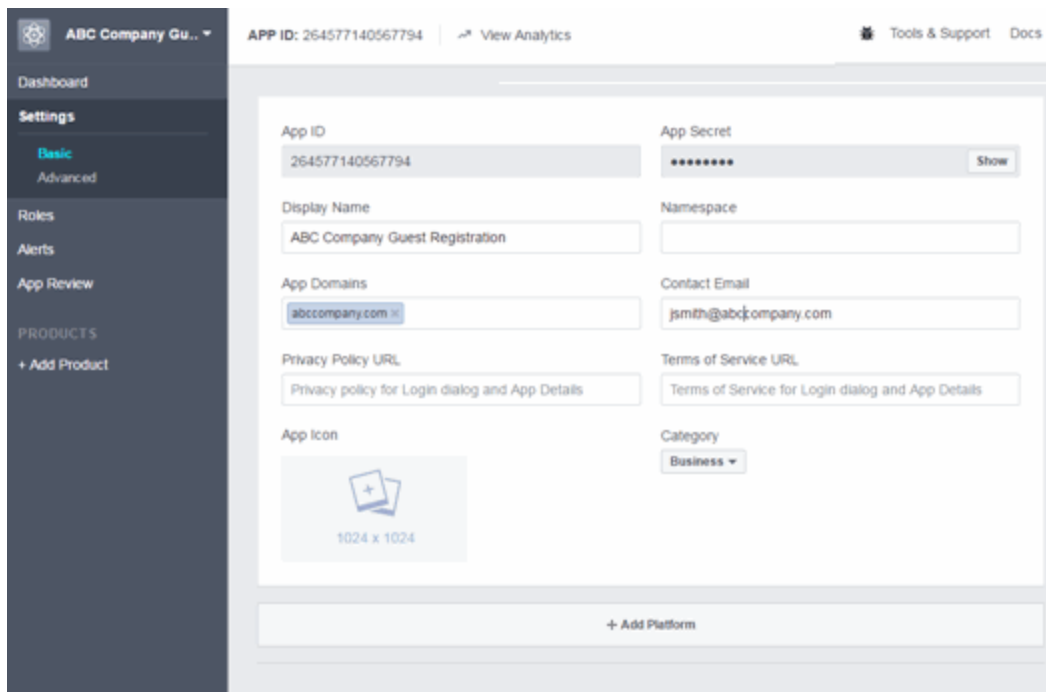 ABC Company Gu..
APP ID: 264577140567794
View Analytics
Tools & Support
Docs
Dashboard
Settings
Basic
Advanced
Roles
Alerts
App Review
PRODUCTS
+ Add Product
App ID
264577140567794
App Secret
••••••••
Show
Display Name
ABC Company Guest Registration
Namespace
App Domains
abccompany.com ×
Contact Email
jsmith@abccompany.com
Privacy Policy URL
Privacy policy for Login dialog and App Details
Terms of Service URL
Terms of Service for Login dialog and App Details
App Icon
1024 x 1024
Category
Business
+ Add Platform